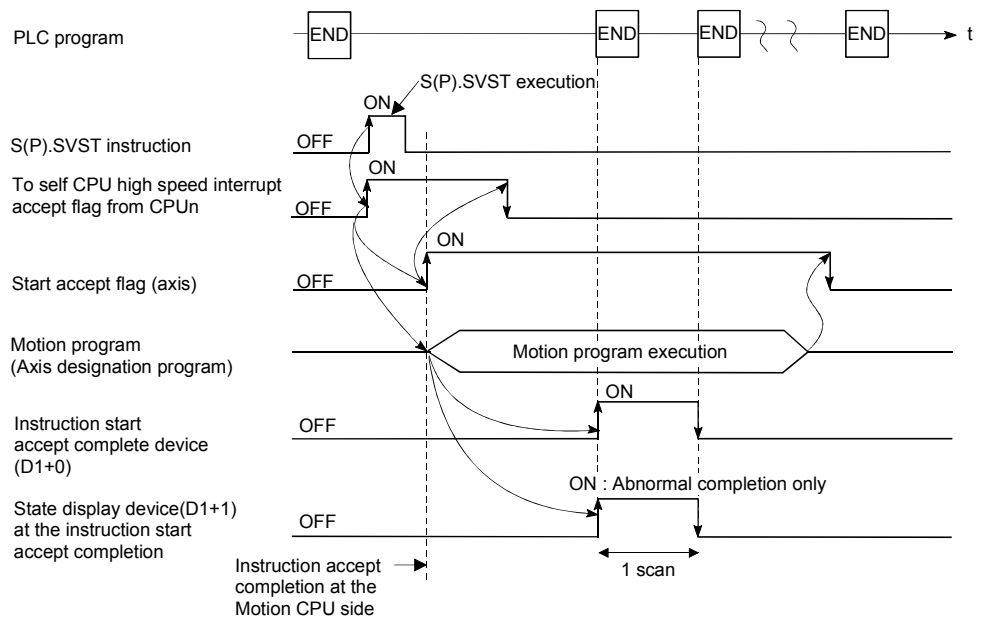 PLC program
END
END
END
END
t
S(P).SVST execution
ON
S(P).SVST instruction
OFF
ON
To self CPU high speed interrupt
accept flag from CPUn
OFF
ON
Start accept flag (axis)
OFF
Motion program
(Axis designation program)
Motion program execution
ON
Instruction start
accept complete device
(D1+0)
OFF
ON : Abnormal completion only
State display device(D1+1)
at the instruction start
accept completion
OFF
Instruction accept
completion at the
Motion CPU side
1 scan